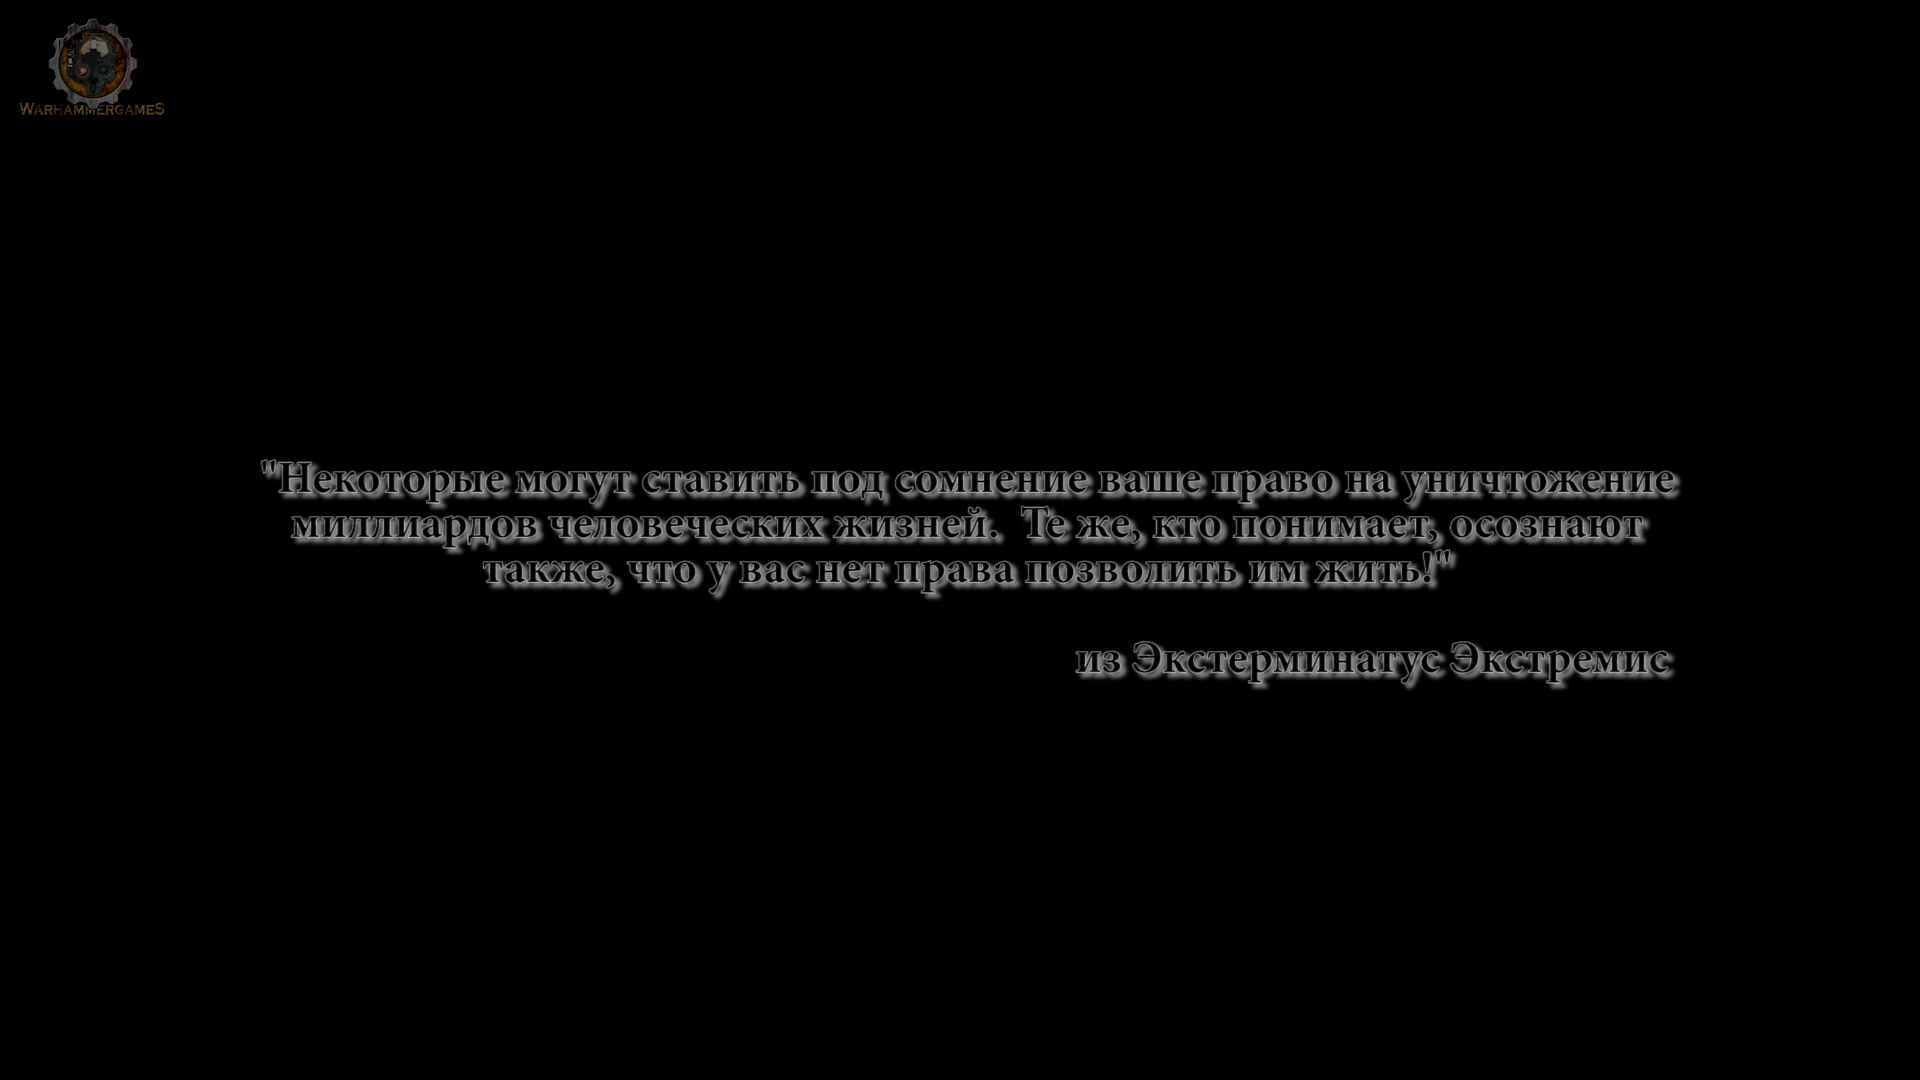 WARHAMMERGAMES
"Некоторые могут ставить под сомнение ваше право на уничтожение
миллиардов человеческих жизней.  Те же, кто понимает, осознают
также, что у вас нет права позволить им жить!"
из Экстерминатус Экстремис